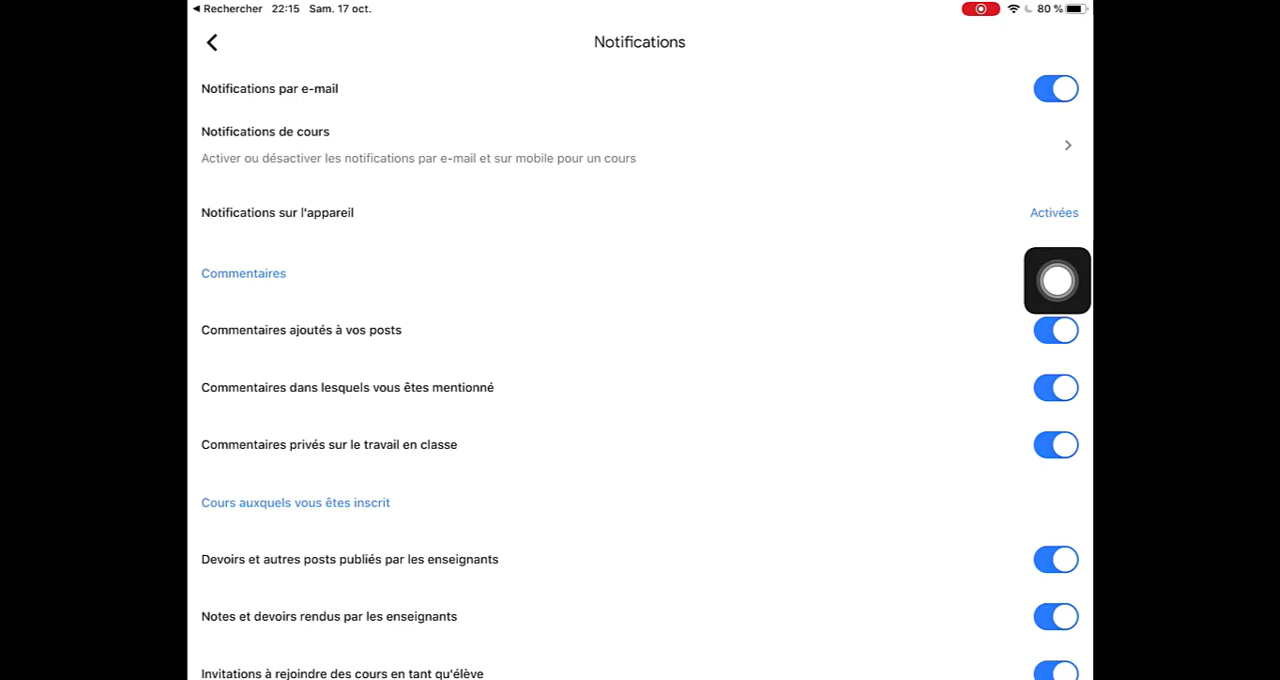 Rechercher 22:15 Sam. 17 oct. 80 %
Notifications
Notifications par e-mail
Notifications de cours
Activer ou désactiver les notifications par e-mail et sur mobile pour un cours
Notifications sur l'appareil Activées
Commentaires
Commentaires ajoutés à vos posts
Commentaires dans lesquels vous êtes mentionné
Commentaires privés sur le travail en classe
Cours auxquels vous êtes inscrit
Devoirs et autres posts publiés par les enseignants
Notes et devoirs rendus par les enseignants
Invitations à rejoindre des cours en tant qu'élève